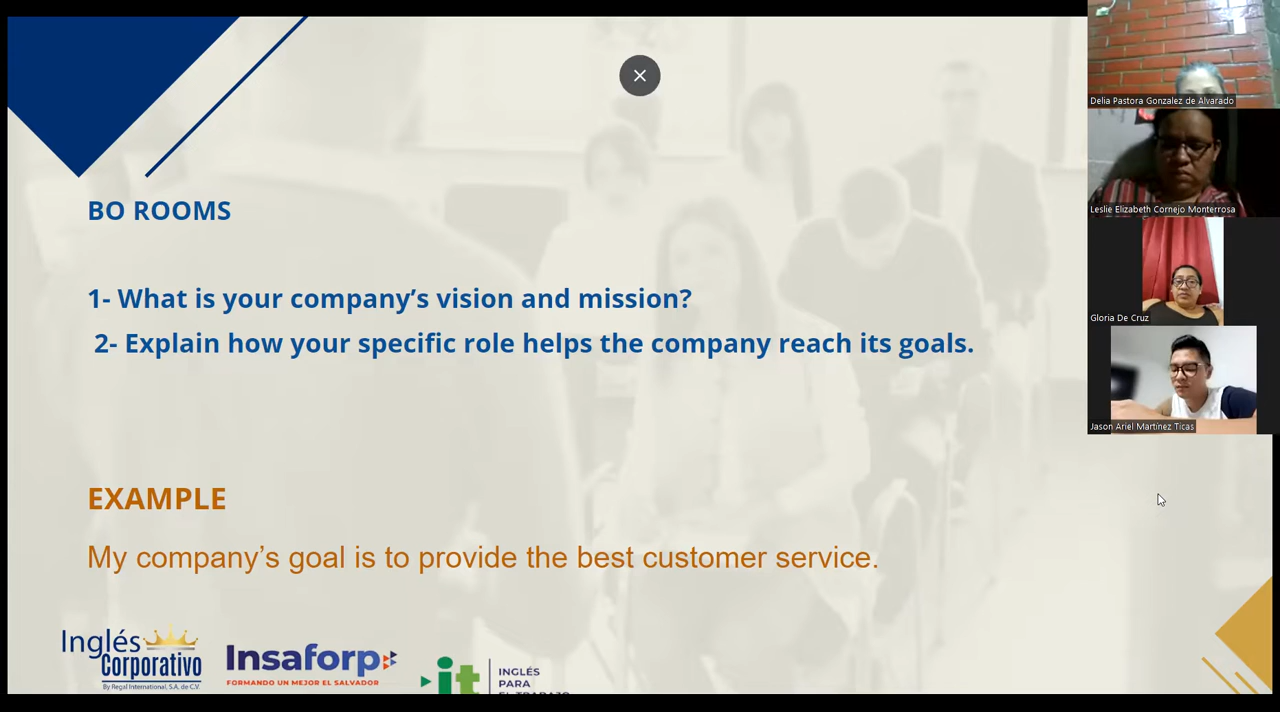 BO ROOMS
1- What is your company's vision and mission?
2- Explain how your specific role helps the company reach its goals.
EXAMPLE
My company's goal is to provide the best customer service.
Inglés
Corporativo
By Regal International, S.A. de C.V.
Insaforp
FORMANDO UN MEJOR EL SALVADOR
it
INGLÉS
PARA
EL TRABAJO
Delia Pastora Gonzalez de Alvarado
Leslie Elizabeth Cornejo Monterrosa
Gloria De Cruz
Jason Ariel Martínez Ticas